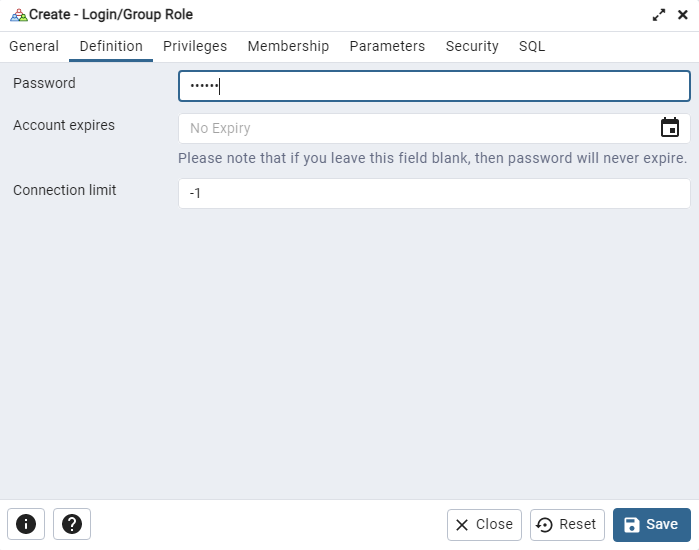 Create - Login/Group Role
General Definition Privileges Membership Parameters Security SQL
Password ••••••
Account expires No Expiry
Please note that if you leave this field blank, then password will never expire.
Connection limit -1
Close Reset Save